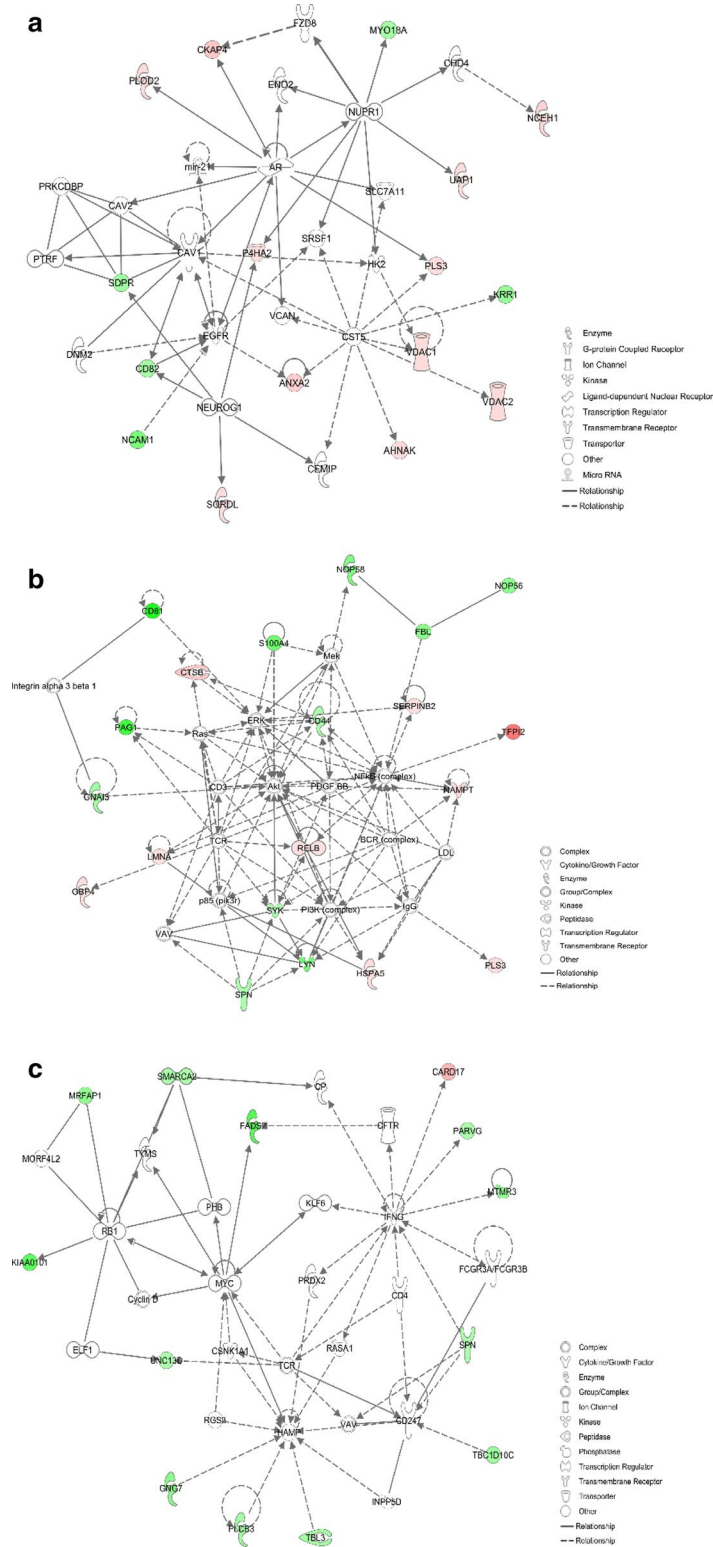 a
FZD8
MYO18A
CKAP4
CHD4
PLOD2
ENO2
NUPR1
NCEH1
mir-21
AR
UAP1
PRKCDBP
SLC7A11
CAV2
SRSF1
PTRF
CAV1
P4HA2
HK2
PLS3
SDPR
KRR1
VCAN
EGFR
CST5
DNM2
VDAC1
CD82
ANXA2
VDAC2
NEUROG1
NCAM1
AHNAK
CEMIP
SQRDL
Enzyme
G-protein Coupled Receptor
Ion Channel
Kinase
Ligand-dependent Nuclear Receptor
Transcription Regulator
Transmembrane Receptor
Transporter
Other
Micro RNA
Relationship
Relationship
b
NOP58
NOP56
CD81
FBL
S100A4
Mek
Integrin alpha 3 beta 1
CTSB
SERPINB2
ERK
CD44
PAG1
Ras
TFPI2
NFkB (complex)
GNAI3
CD3
Akt
PDGF BB
NAMPT
TCR
BCR (complex)
LMNA
RELB
LDL
GBP4
p85 (pik3r)
SYK
PI3K (complex)
IgG
VAV
LYN
HSPA5
PLS3
SPN
Complex
Cytokine/Growth Factor
Enzyme
Group/Complex
Kinase
Peptidase
Transcription Regulator
Transmembrane Receptor
Other
Relationship
Relationship
c
SMARCA2
CARD17
MRFAP1
CP
FADS2
CFTR
PARVG
MORF4L2
TYMS
MTMR3
PHB
KLF6
RB1
IFNG
KIAA0101
FCGR3A/FCGR3B
MYC
PRDX2
Cyclin D
CD4
SPN
ELF1
CSNK1A1
RASA1
UNC13D
TCR
RGS3
VAV
CD247
HAMP
TBC1D10C
GNG7
INPP5D
PLCB3
TBL3
Complex
Cytokine/Growth Factor
Enzyme
Group/Complex
Ion Channel
Kinase
Peptidase
Phosphatase
Transcription Regulator
Transmembrane Receptor
Transporter
Other
Relationship
Relationship